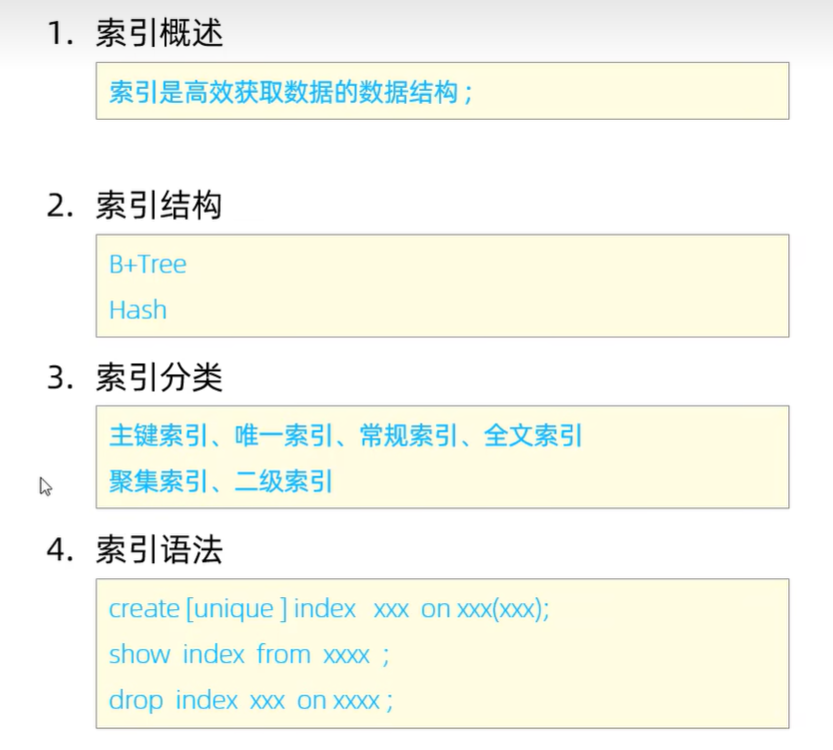 1. 索引概述
索引是高效获取数据的数据结构；
2. 索引结构
B+Tree
Hash
3. 索引分类
主键索引、唯一索引、常规索引、全文索引
聚集索引、二级索引
4. 索引语法
create [unique ] index xxx on xxx(xxx);
show index from xxxx ;
drop index xxx on xxxx ;